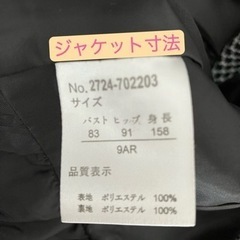 ジャケット寸法
No. 2724-702203
サイズ
バスト ヒップ 身長
83 91 158
9AR
品質表示
表地 ポリエステル 100%
裏地 ポリエステル 100%